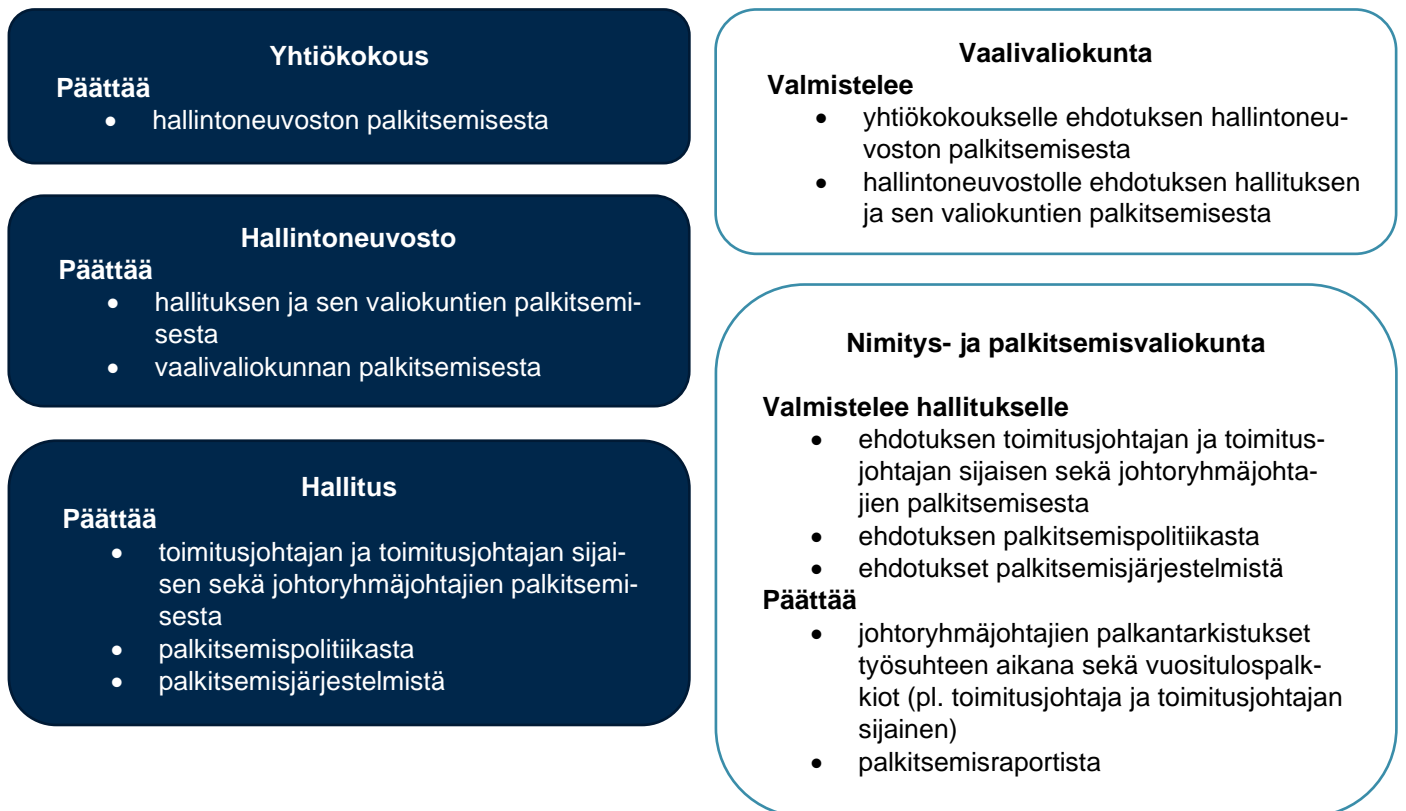 Yhtiökokous
Päättää
• hallintoneuvoston palkitsemisesta
Hallintoneuvosto
Päättää
• hallituksen ja sen valiokuntien palkitsemi-
sesta
• vaalivaliokunnan palkitsemisesta
Hallitus
Päättää
• toimitusjohtajan ja toimitusjohtajan sijai-
sen sekä johtoryhmäjohtajien palkitsemi-
sesta
• palkitsemispolitiikasta
• palkitsemisjärjestelmistä
Vaalivaliokunta
Valmistelee
• yhtiökokoukselle ehdotuksen hallintoneu-
voston palkitsemisesta
• hallintoneuvostolle ehdotuksen hallituksen
ja sen valiokuntien palkitsemisesta
Nimitys- ja palkitsemisvaliokunta
Valmistelee hallitukselle
• ehdotuksen toimitusjohtajan ja toimitus-
johtajan sijaisen sekä johtoryhmäjohta-
jien palkitsemisesta
• ehdotuksen palkitsemispolitiikasta
• ehdotukset palkitsemisjärjestelmistä
Päättää
• johtoryhmäjohtajien palkantarkistukset
työsuhteen aikana sekä vuositulospalk-
kiot (pl. toimitusjohtaja ja toimitusjohtajan
sijainen)
• palkitsemisraportista